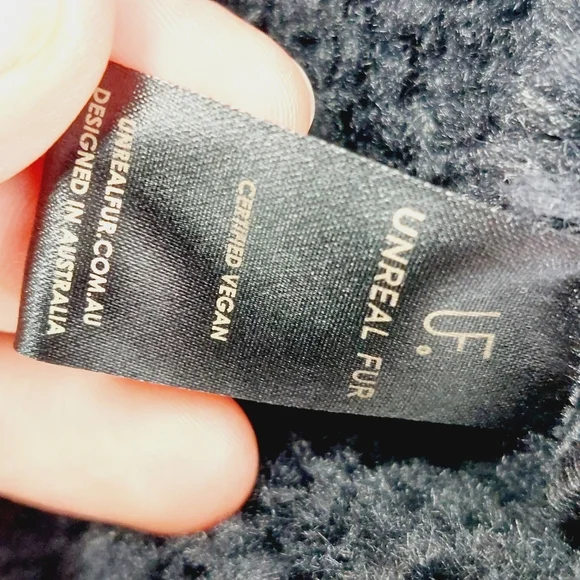 UF.
UNREAL FUR
CERTIFIED VEGAN
UNREALFUR.COM.AU
DESIGNED IN AUSTRALIA